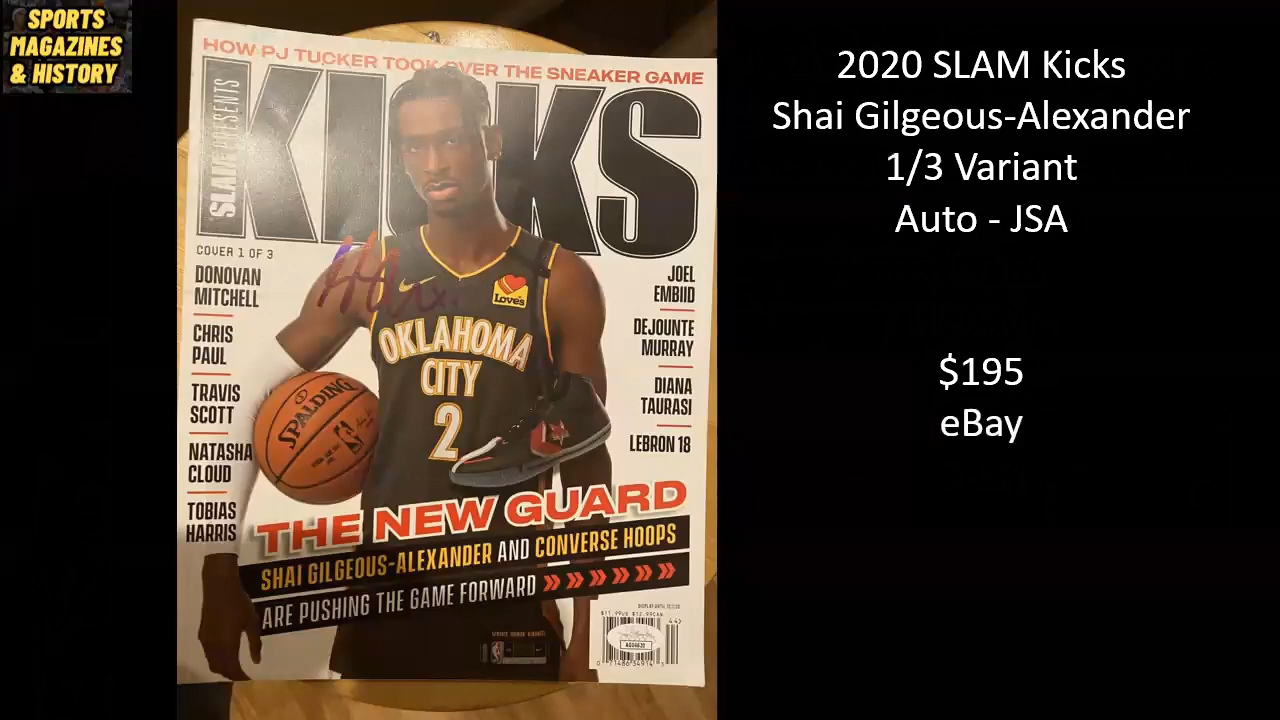 SPORTS
MAGAZINES
& HISTORY
HOW PJ TUCKER TOOK OVER THE SNEAKER GAME
SLAM PRESENTS
KICKS
COVER 1 OF 3
DONOVAN
MITCHELL
CHRIS
PAUL
TRAVIS
SCOTT
NATASHA
CLOUD
TOBIAS
HARRIS
JOEL
EMBIID
DEJOUNTE
MURRAY
DIANA
TAURASI
LEBRON 18
Love's
OKLAHOMA
CITY
2
SPALDING
THE NEW GUARD
SHAI GILGEOUS-ALEXANDER AND CONVERSE HOOPS
ARE PUSHING THE GAME FORWARD »»»»»»
2020 SLAM Kicks
Shai Gilgeous-Alexander
1/3 Variant
Auto - JSA
$195
eBay